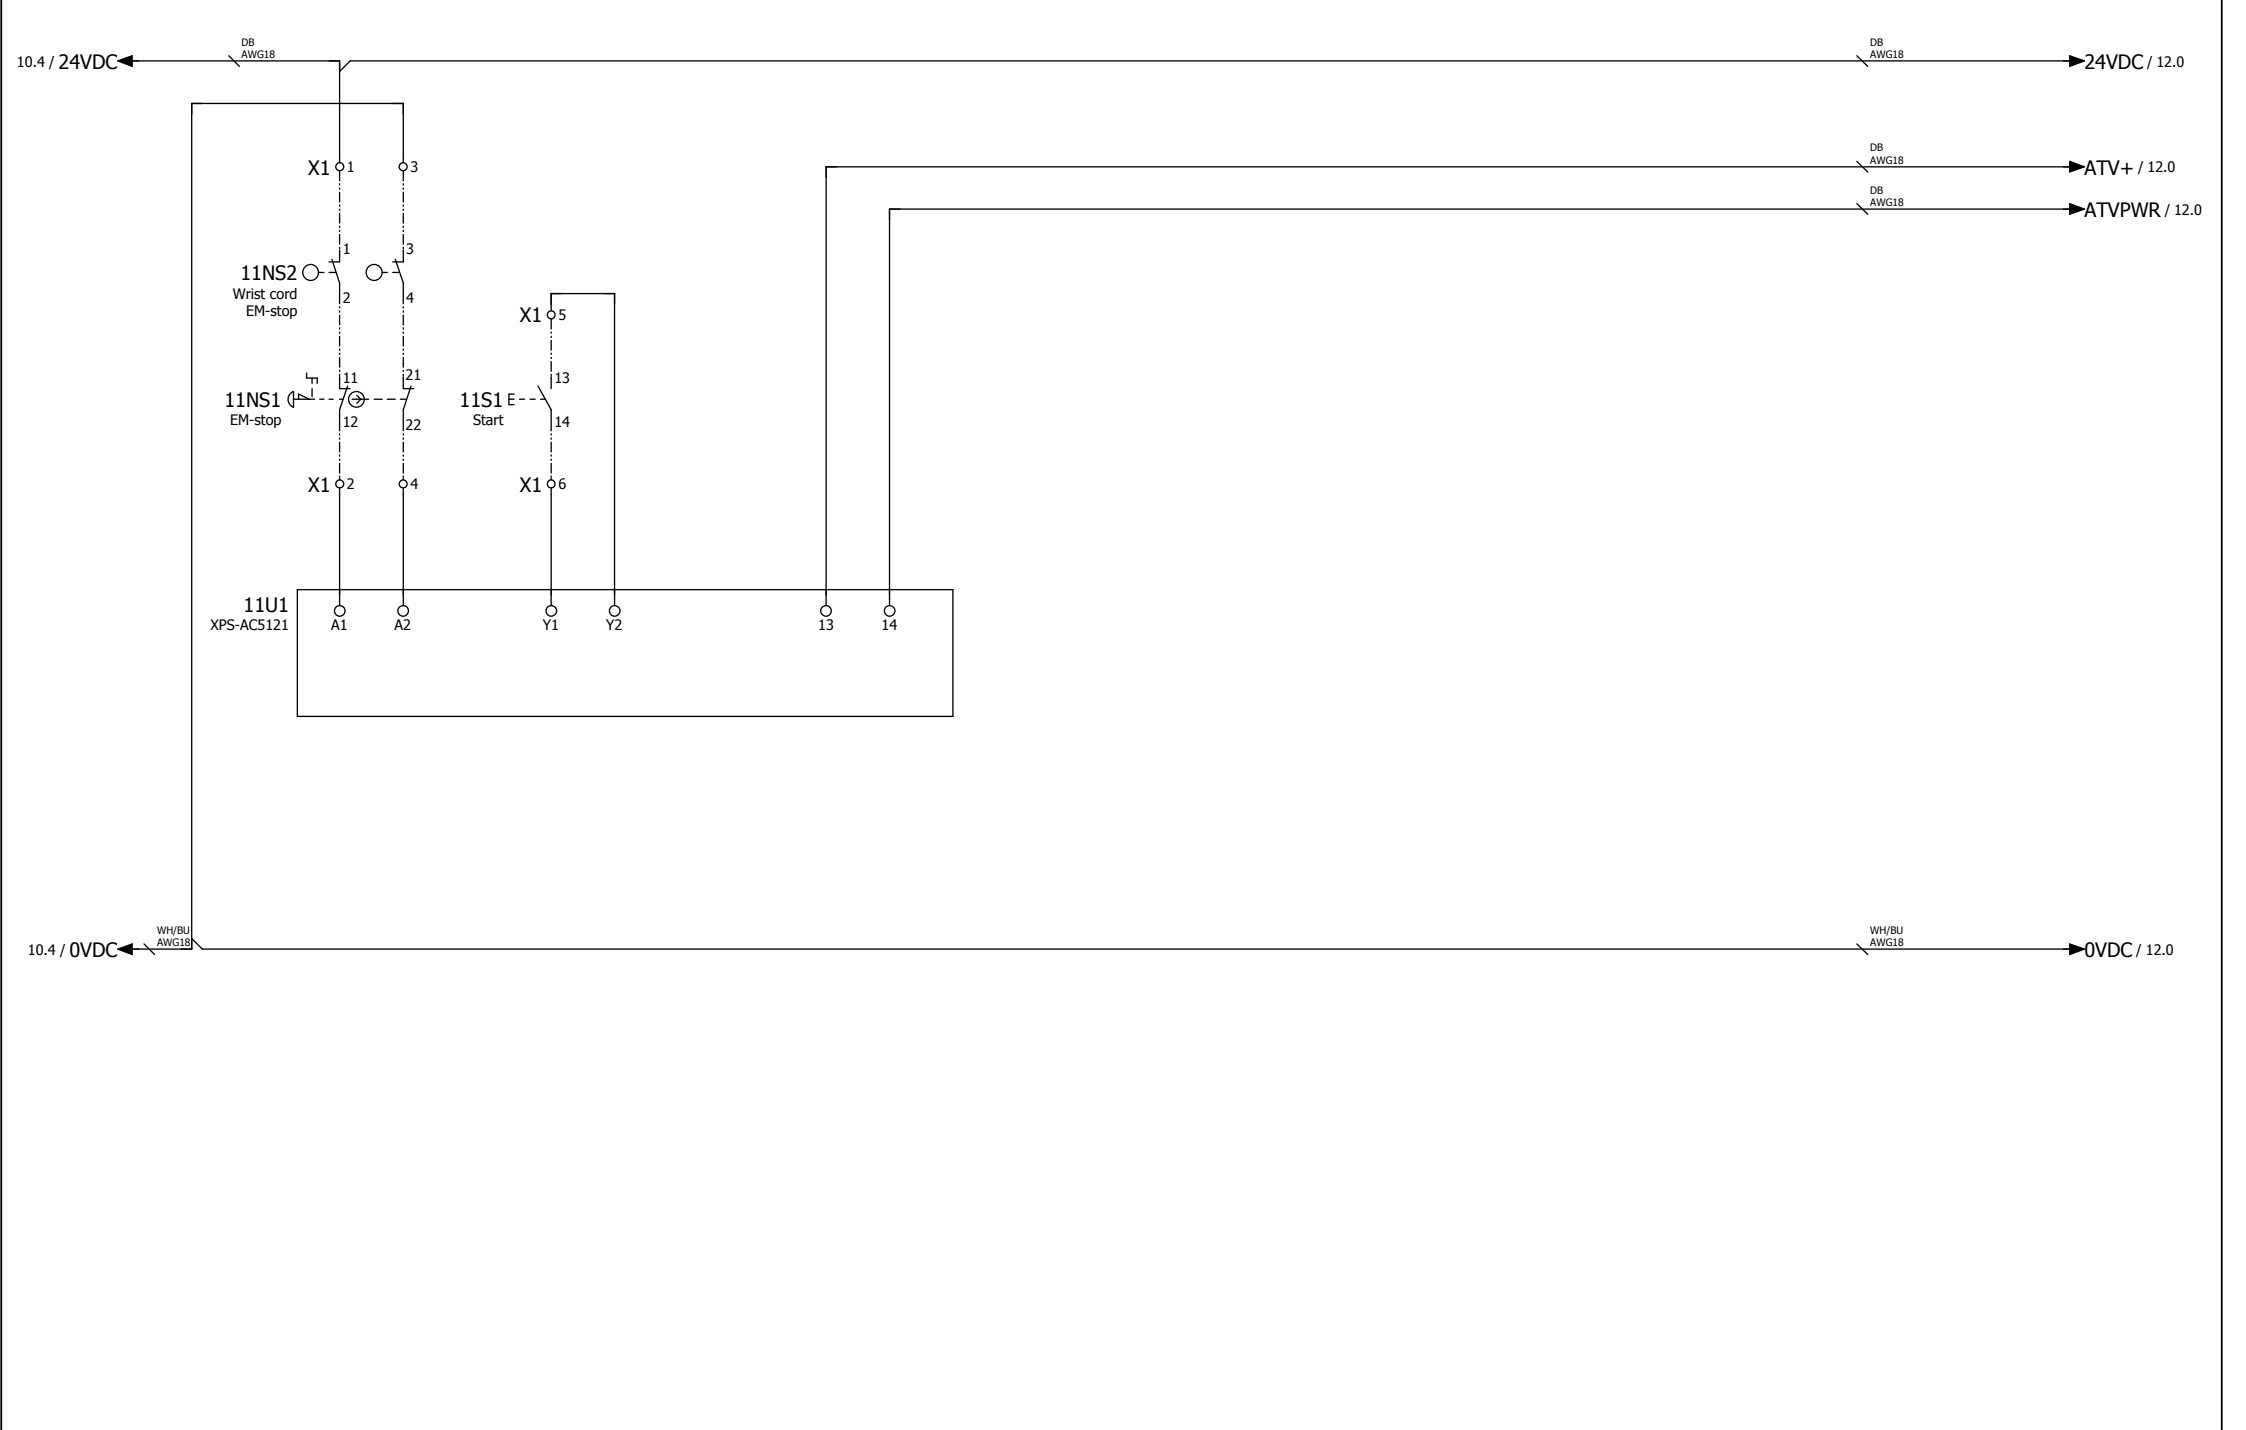 DB
AWG18
10.4 / 24VDC
DB
AWG18
24VDC / 12.0
X1 1 3
DB
AWG18
ATV+ / 12.0
DB
AWG18
ATVPWR / 12.0
1 3
11NS2
Wrist cord
EM-stop
2 4
X1 5
11 21
11NS1
EM-stop
12 22
13
11S1
Start
14
X1 2 4
X1 6
11U1
XPS-AC5121
A1 A2 Y1 Y2 13 14
WH/BU
AWG18
10.4 / 0VDC
WH/BU
AWG18
0VDC / 12.0